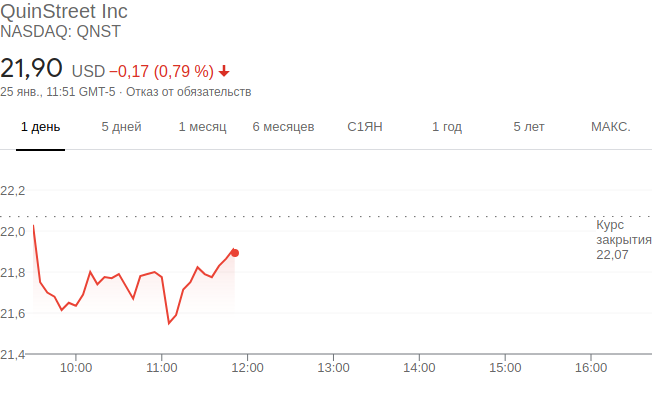 QuinStreet Inc
NASDAQ: QNST
21,90 USD −0,17 (0,79 %) ↓
25 янв., 11:51 GMT-5 · Отказ от обязательств
1 день 5 дней 1 месяц 6 месяцев С1ЯН 1 год 5 лет МАКС.
22,2
Курс
22,0
закрытия
22,07
21,8
21,6
21,4
10:00 11:00 12:00 13:00 14:00 15:00 16:00